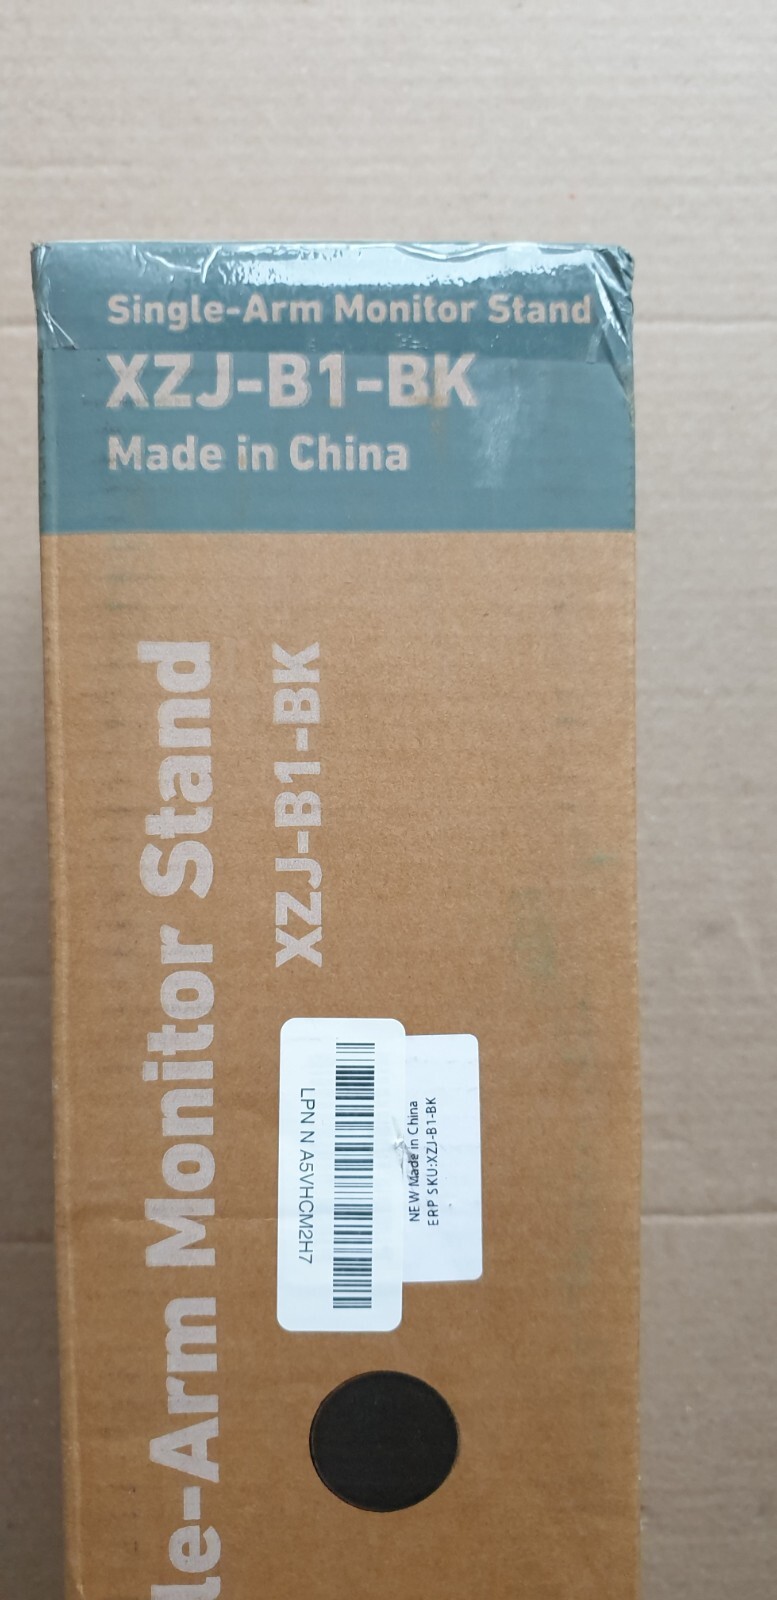 Single-Arm Monitor Stand
XZJ-B1-BK
Made in China
le-Arm Monitor Stand
XZJ-B1-BK
LPN N A5VHCM2H7
NEW Made in China
ERP SKU:XZJ-B1-BK